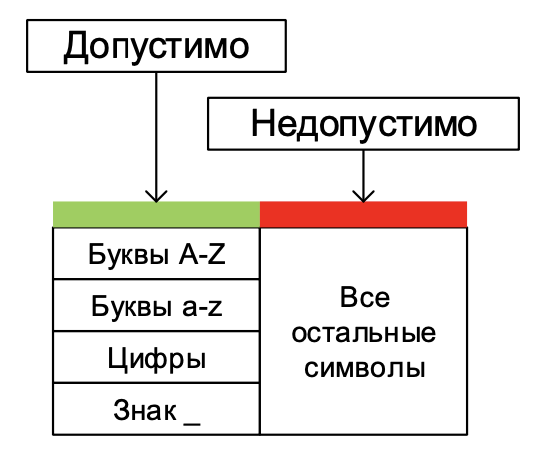 Допустимо
Недопустимо
Буквы A-Z
Буквы a-z
Цифры
Знак _
Все
остальные
символы